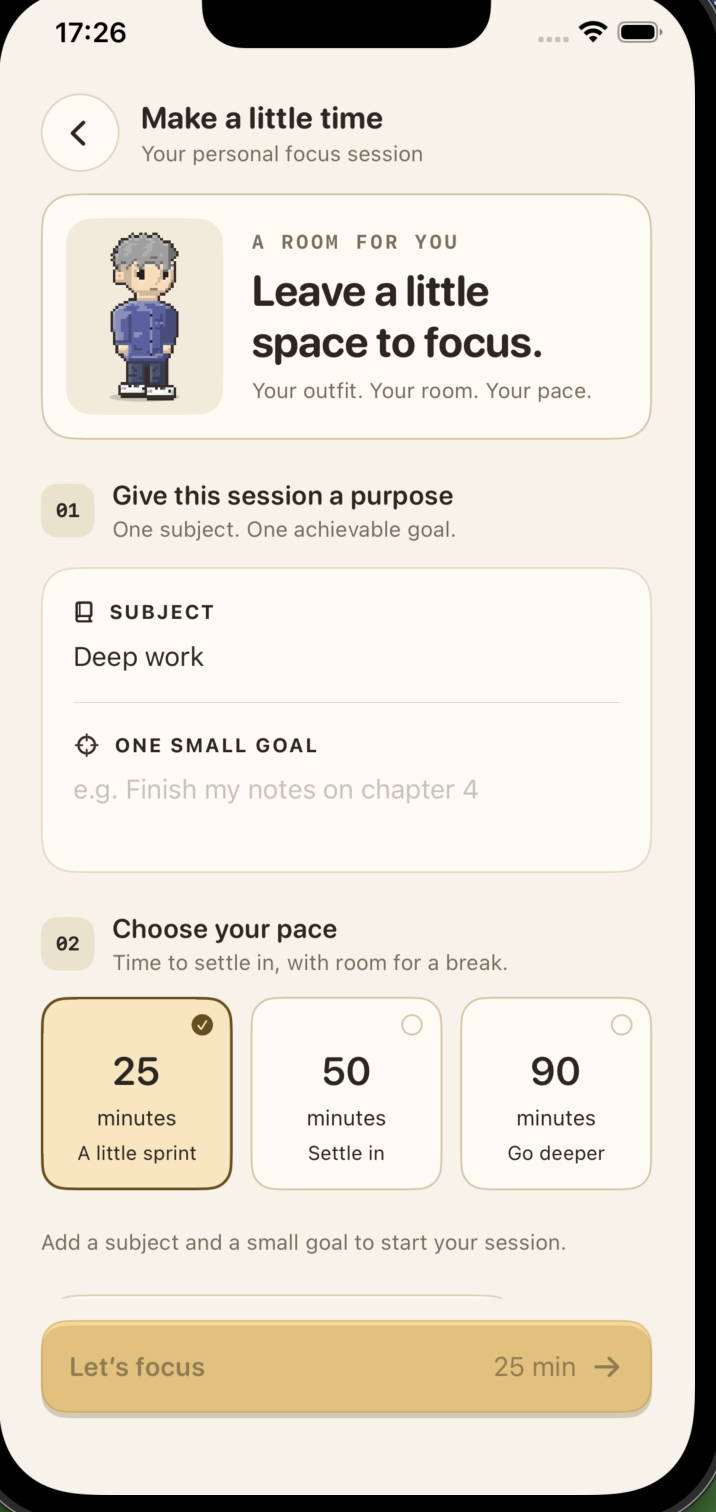 17:26
Make a little time
Your personal focus session
A ROOM FOR YOU
Leave a little
space to focus.
Your outfit. Your room. Your pace.
01
Give this session a purpose
One subject. One achievable goal.
SUBJECT
Deep work
ONE SMALL GOAL
e.g. Finish my notes on chapter 4
02
Choose your pace
Time to settle in, with room for a break.
25
minutes
A little sprint
50
minutes
Settle in
90
minutes
Go deeper
Add a subject and a small goal to start your session.
Let's focus
25 min